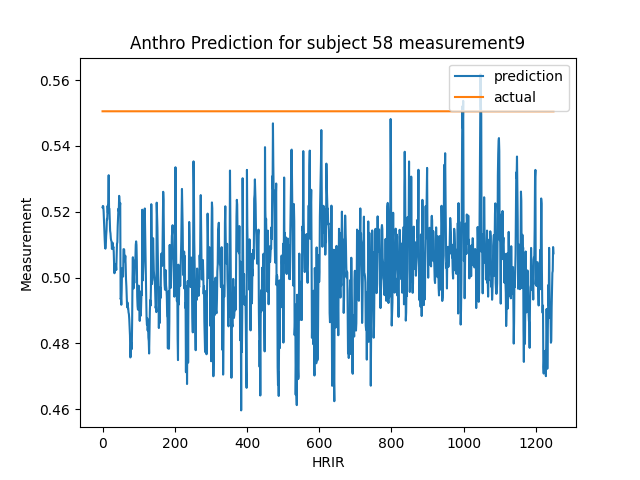 Anthro Prediction for subject 58 measurement9
prediction
actual
0.56
0.54
0.52
0.50
0.48
0.46
Measurement
0
200
400
600
800
1000
1200
HRIR